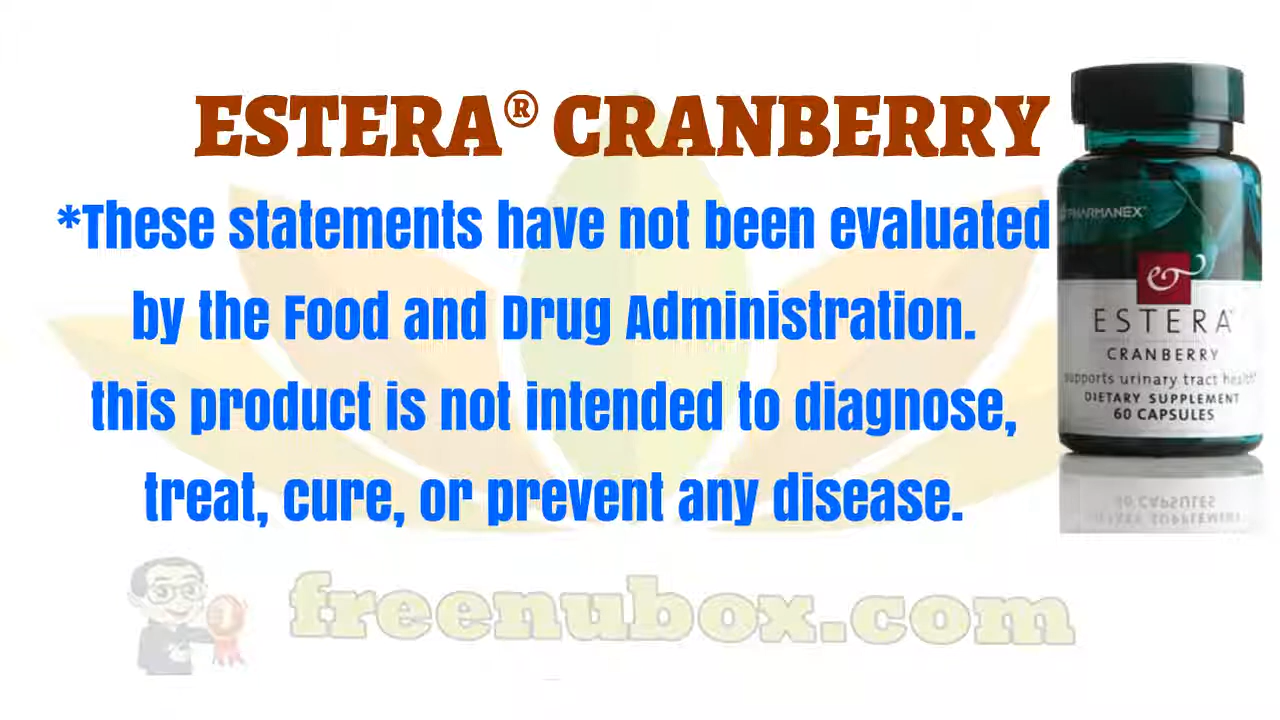 ESTERA® CRANBERRY
*These statements have not been evaluated
by the Food and Drug Administration.
this product is not intended to diagnose,
treat, cure, or prevent any disease.
PHARMANEX™
ESTERA
CRANBERRY
supports urinary tract health*
DIETARY SUPPLEMENT
60 CAPSULES
1
freenubox.com